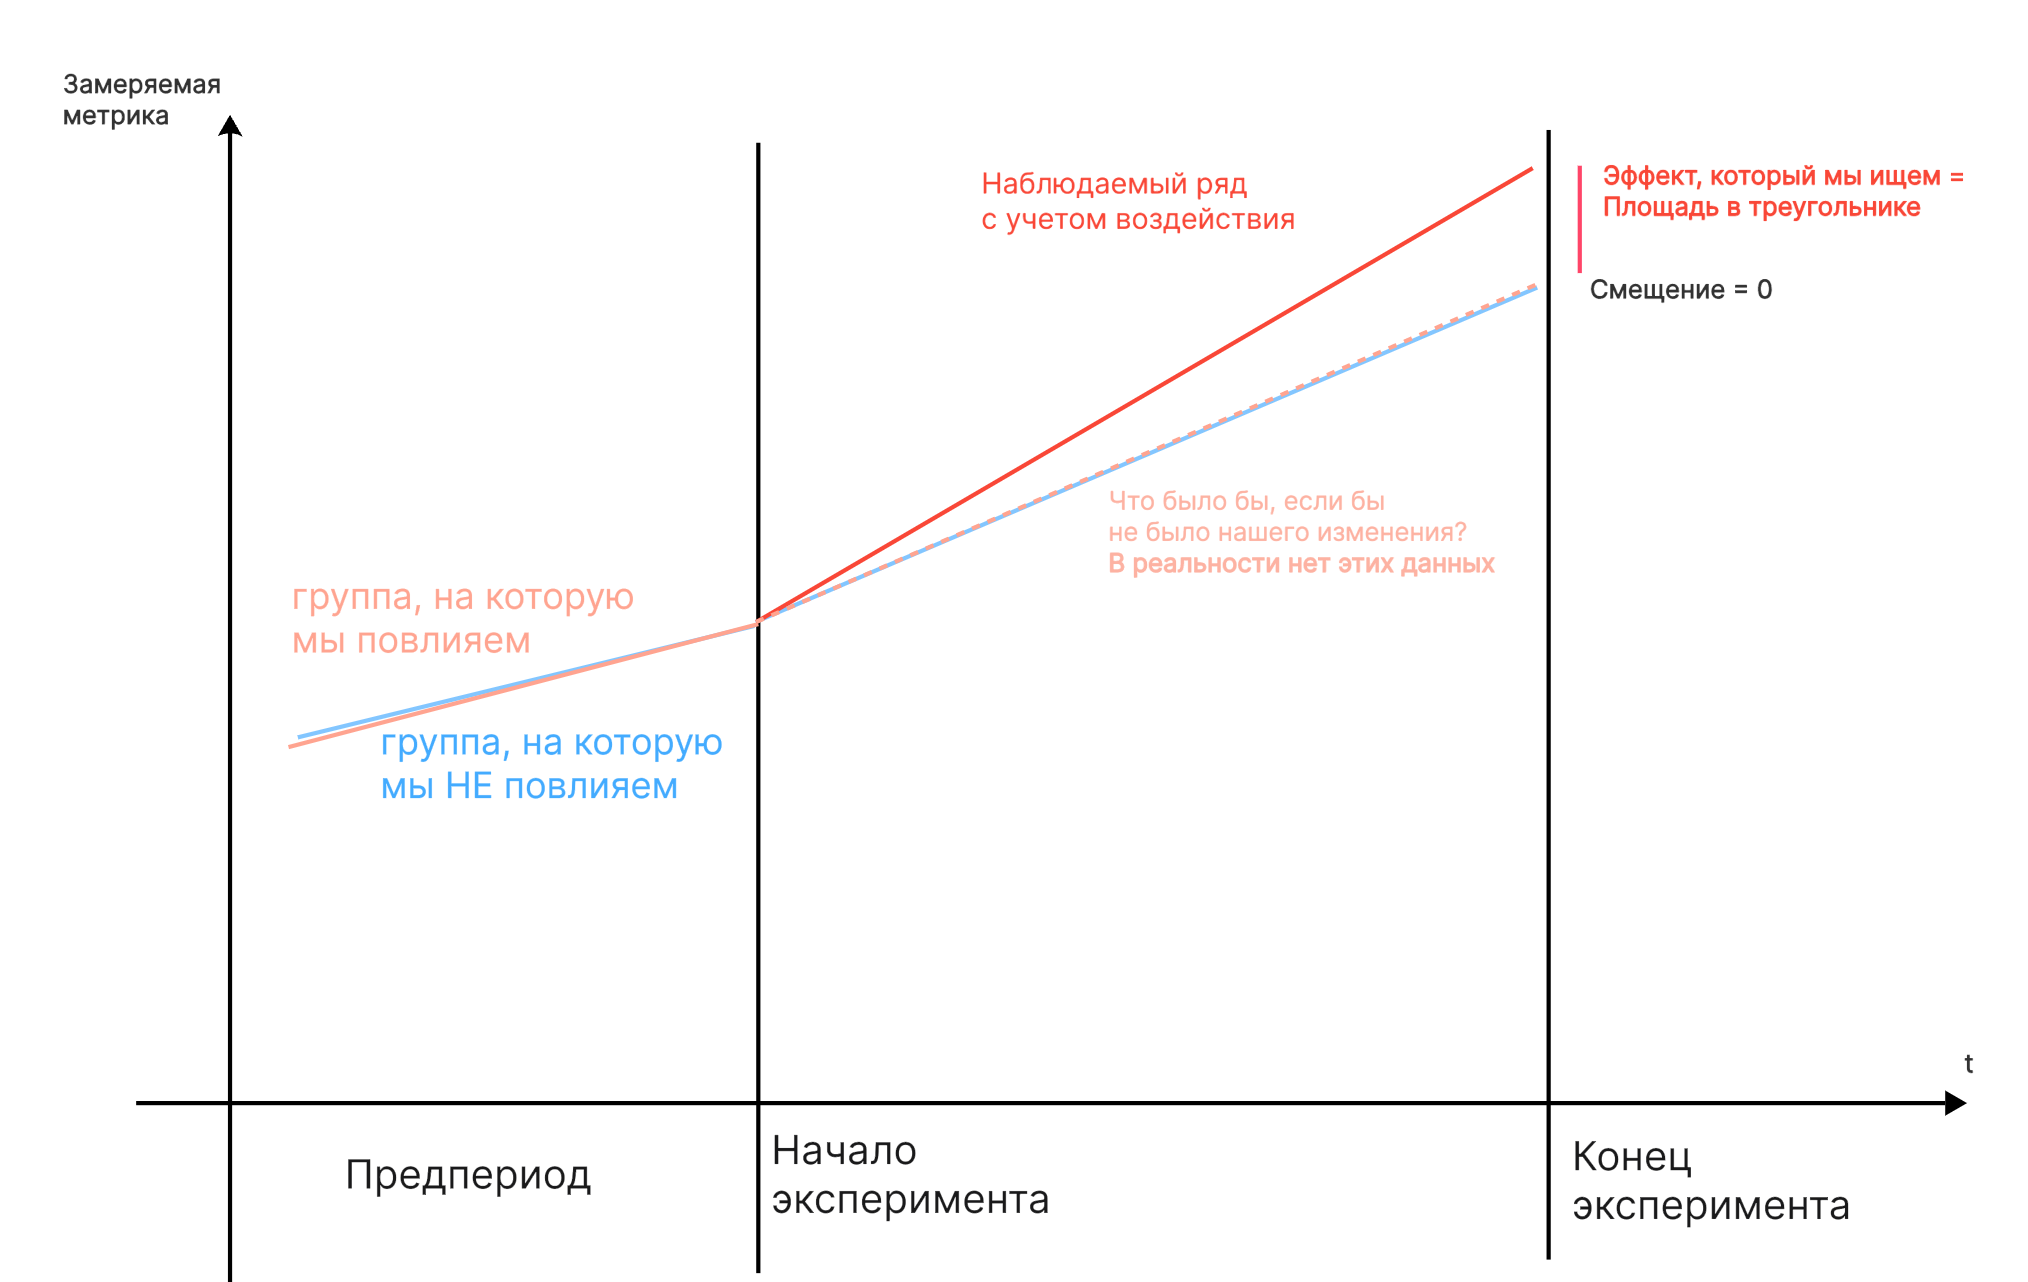 Замеряемая
метрика
Наблюдаемый ряд
с учетом воздействия
Эффект, который мы ищем =
Площадь в треугольнике
Смещение = 0
Что было бы, если бы
не было нашего изменения?
В реальности нет этих данных
группа, на которую
мы повлияем
группа, на которую
мы НЕ повлияем
t
Предпериод
Начало
эксперимента
Конец
эксперимента